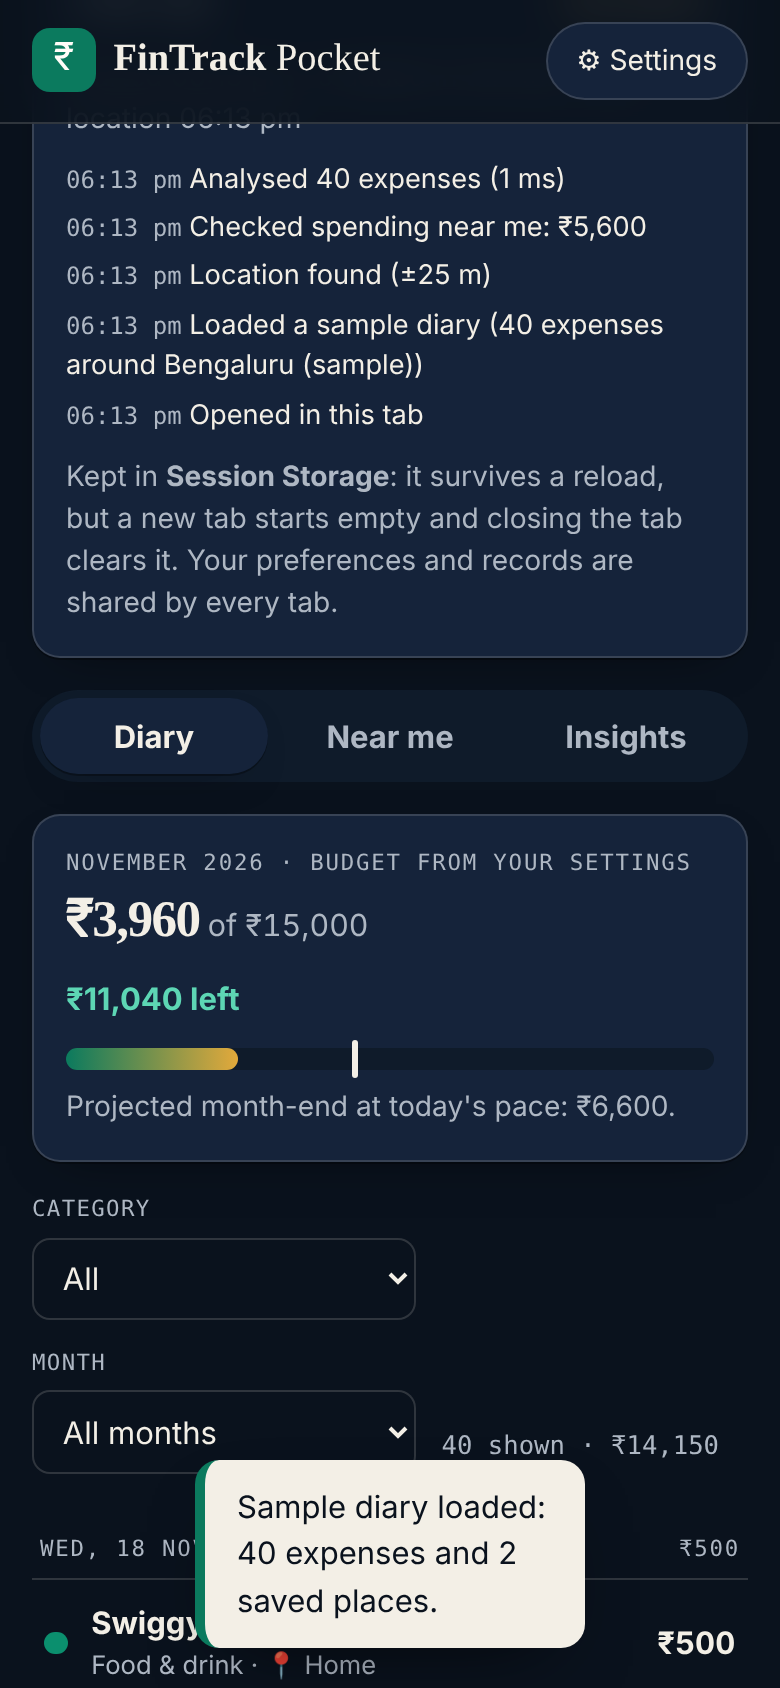 ₹ FinTrack Pocket
⚙ Settings
location 06:13 pm
06:13 pm Analysed 40 expenses (1 ms)
06:13 pm Checked spending near me: ₹5,600
06:13 pm Location found (±25 m)
06:13 pm Loaded a sample diary (40 expenses
around Bengaluru (sample))
06:13 pm Opened in this tab
Kept in Session Storage: it survives a reload,
but a new tab starts empty and closing the tab
clears it. Your preferences and records are
shared by every tab.
Diary Near me Insights
NOVEMBER 2026 · BUDGET FROM YOUR SETTINGS
₹3,960 of ₹15,000
₹11,040 left
Projected month-end at today's pace: ₹6,600.
CATEGORY
All
MONTH
All months
40 shown · ₹14,150
Sample diary loaded:
40 expenses and 2
saved places.
WED, 18 NOV
₹500
Swiggy
₹500
Food & drink · 📍 Home